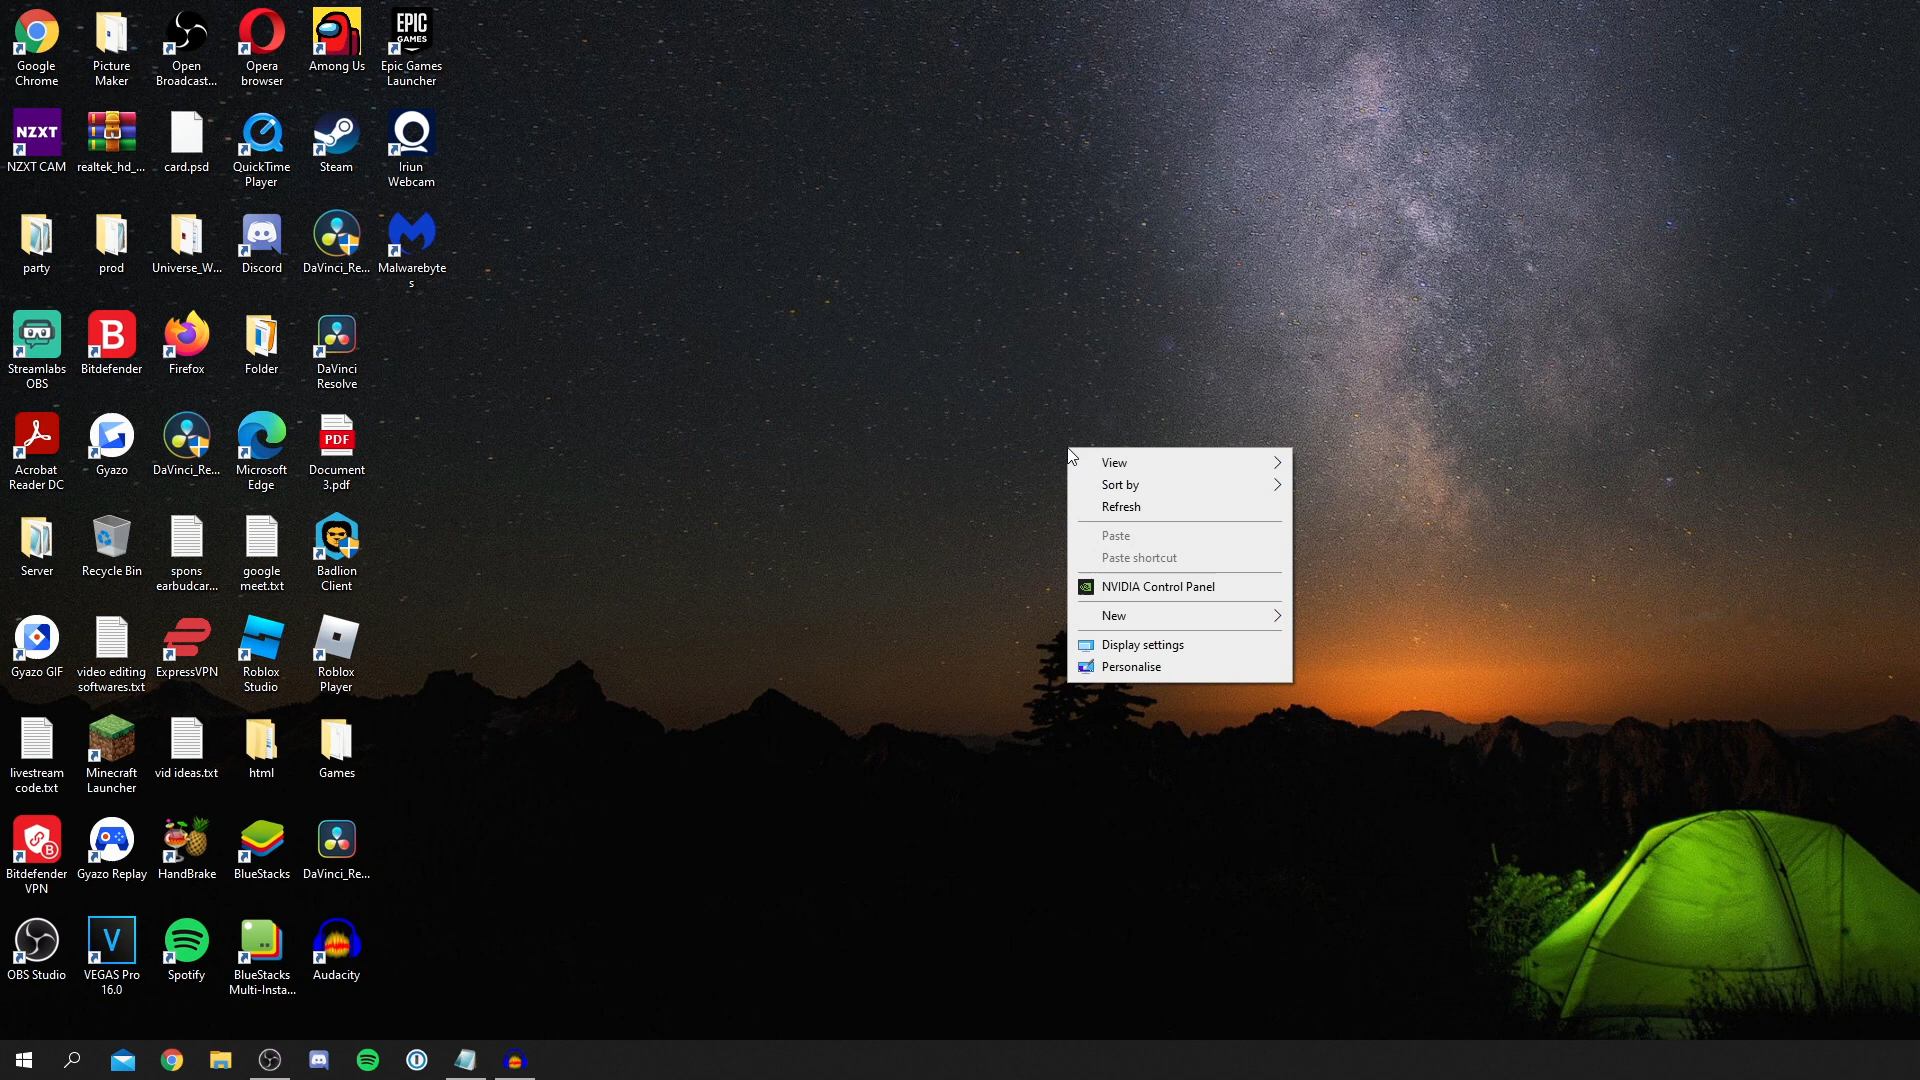 Google
Chrome
Picture
Maker
Open
Broadcast...
Opera
browser
Among Us
EPIC
GAMES
Epic Games
Launcher
NZXT
NZXT CAM
realtek_hd_...
card.psd
QuickTime
Player
Steam
Iriun
Webcam
party
prod
Universe_W...
Discord
DaVinci_Re...
Malwarebyte
s
Streamlabs
OBS
B
Bitdefender
Firefox
Folder
DaVinci
Resolve
Acrobat
Reader DC
Gyazo
DaVinci_Re...
Microsoft
Edge
PDF
Document
3.pdf
Server
Recycle Bin
spons
earbudcar...
google
meet.txt
Badlion
Client
Gyazo GIF
video editing
softwares.txt
ExpressVPN
Roblox
Studio
Roblox
Player
livestream
code.txt
Minecraft
Launcher
vid ideas.txt
html
Games
B
Bitdefender
VPN
Gyazo Replay
HandBrake
BlueStacks
DaVinci_Re...
OBS Studio
V
VEGAS Pro
16.0
Spotify
BlueStacks
Multi-Insta...
Audacity
View
Sort by
Refresh
Paste
Paste shortcut
NVIDIA Control Panel
New
Display settings
Personalise